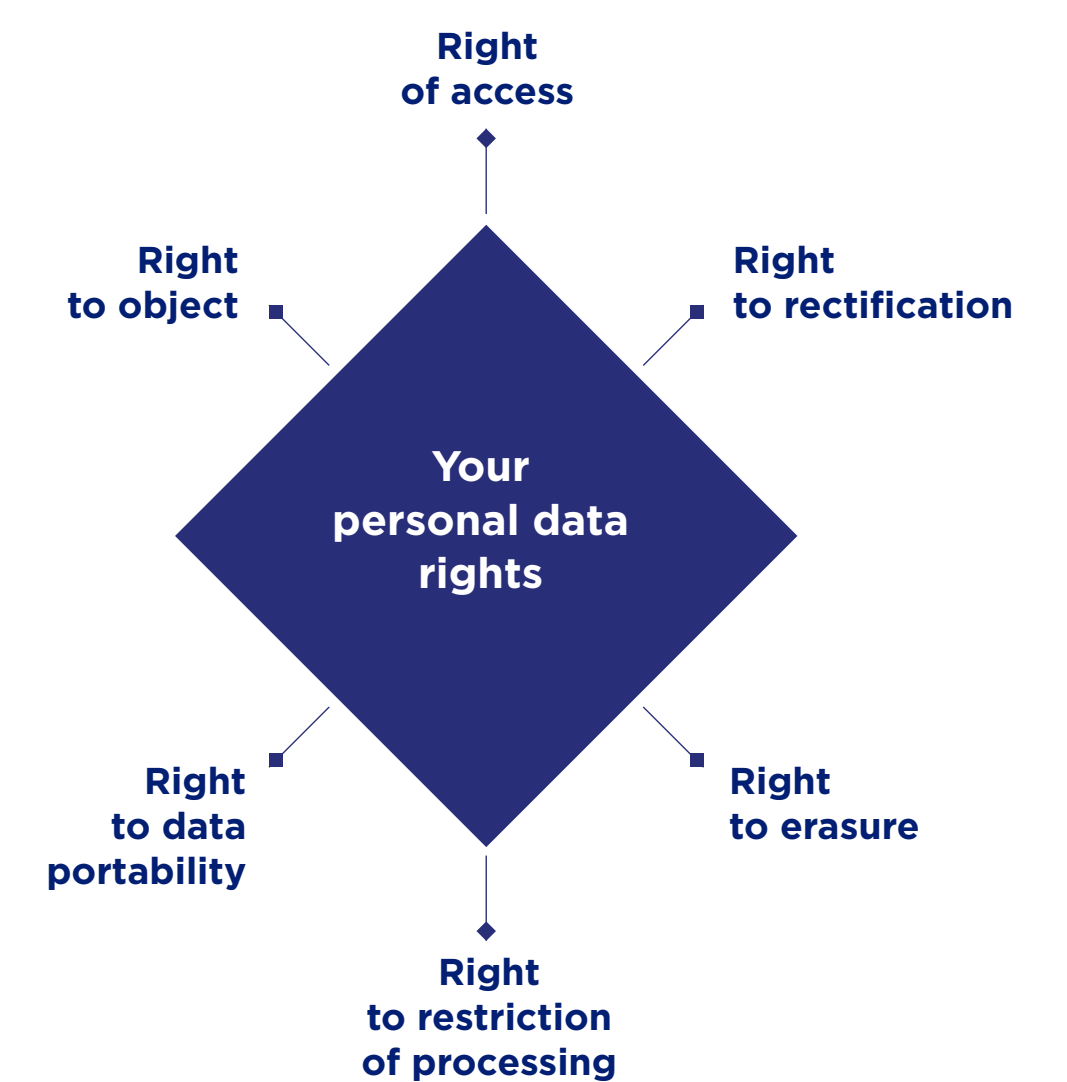 Right
of access
Right
to object
Right
to rectification
Your
personal data
rights
Right
to data
portability
Right
to erasure
Right
to restriction
of processing